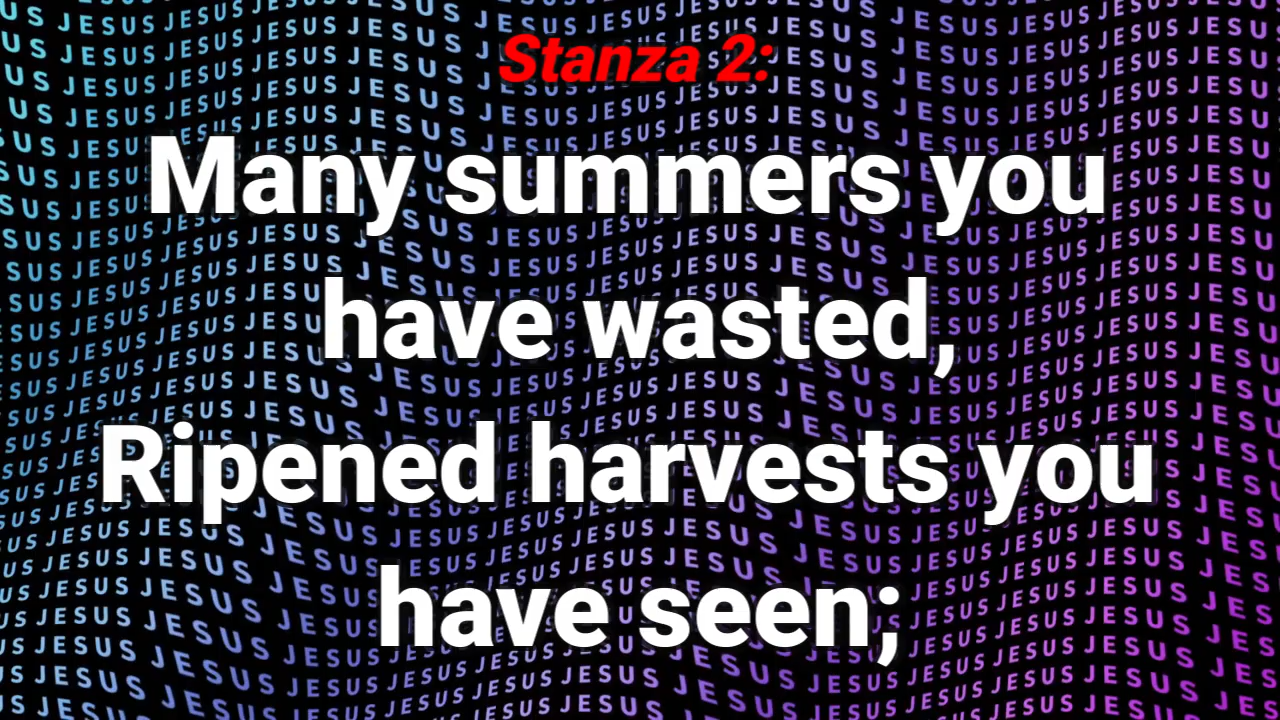 Stanza 2:
Many summers you
have wasted,
Ripened harvests you
have seen;